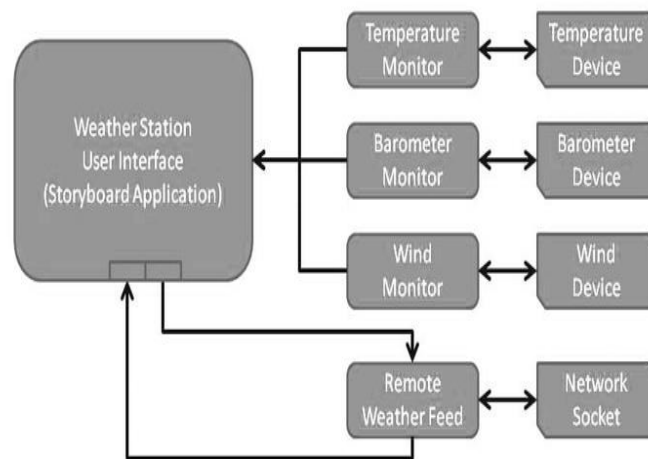 Weather Station
User Interface
(Storyboard Application)
Temperature
Monitor
Temperature
Device
Barometer
Monitor
Barometer
Device
Wind
Monitor
Wind
Device
Remote
Weather Feed
Network
Socket